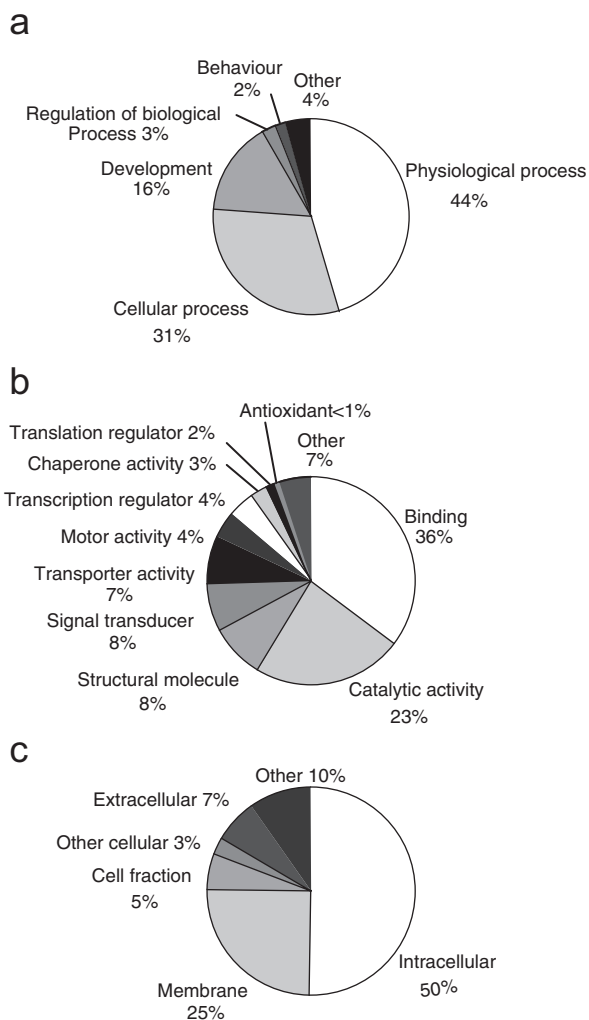 a
Behaviour
2%
Other
4%
Regulation of biological
Process 3%
Development
16%
Physiological process
44%
Cellular process
31%
b
Antioxidant<1%
Translation regulator 2%
Other
7%
Chaperone activity 3%
Transcription regulator 4%
Binding
36%
Motor activity 4%
Transporter activity
7%
Signal transducer
8%
Structural molecule
8%
Catalytic activity
23%
c
Other 10%
Extracellular 7%
Other cellular 3%
Cell fraction
5%
Intracellular
50%
Membrane
25%